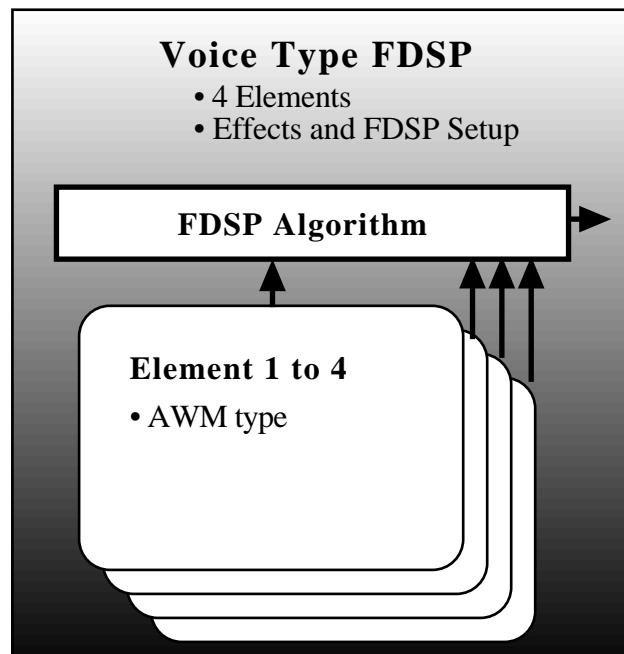 Voice Type FDSP
• 4 Elements
• Effects and FDSP Setup
FDSP Algorithm
Element 1 to 4
• AWM type